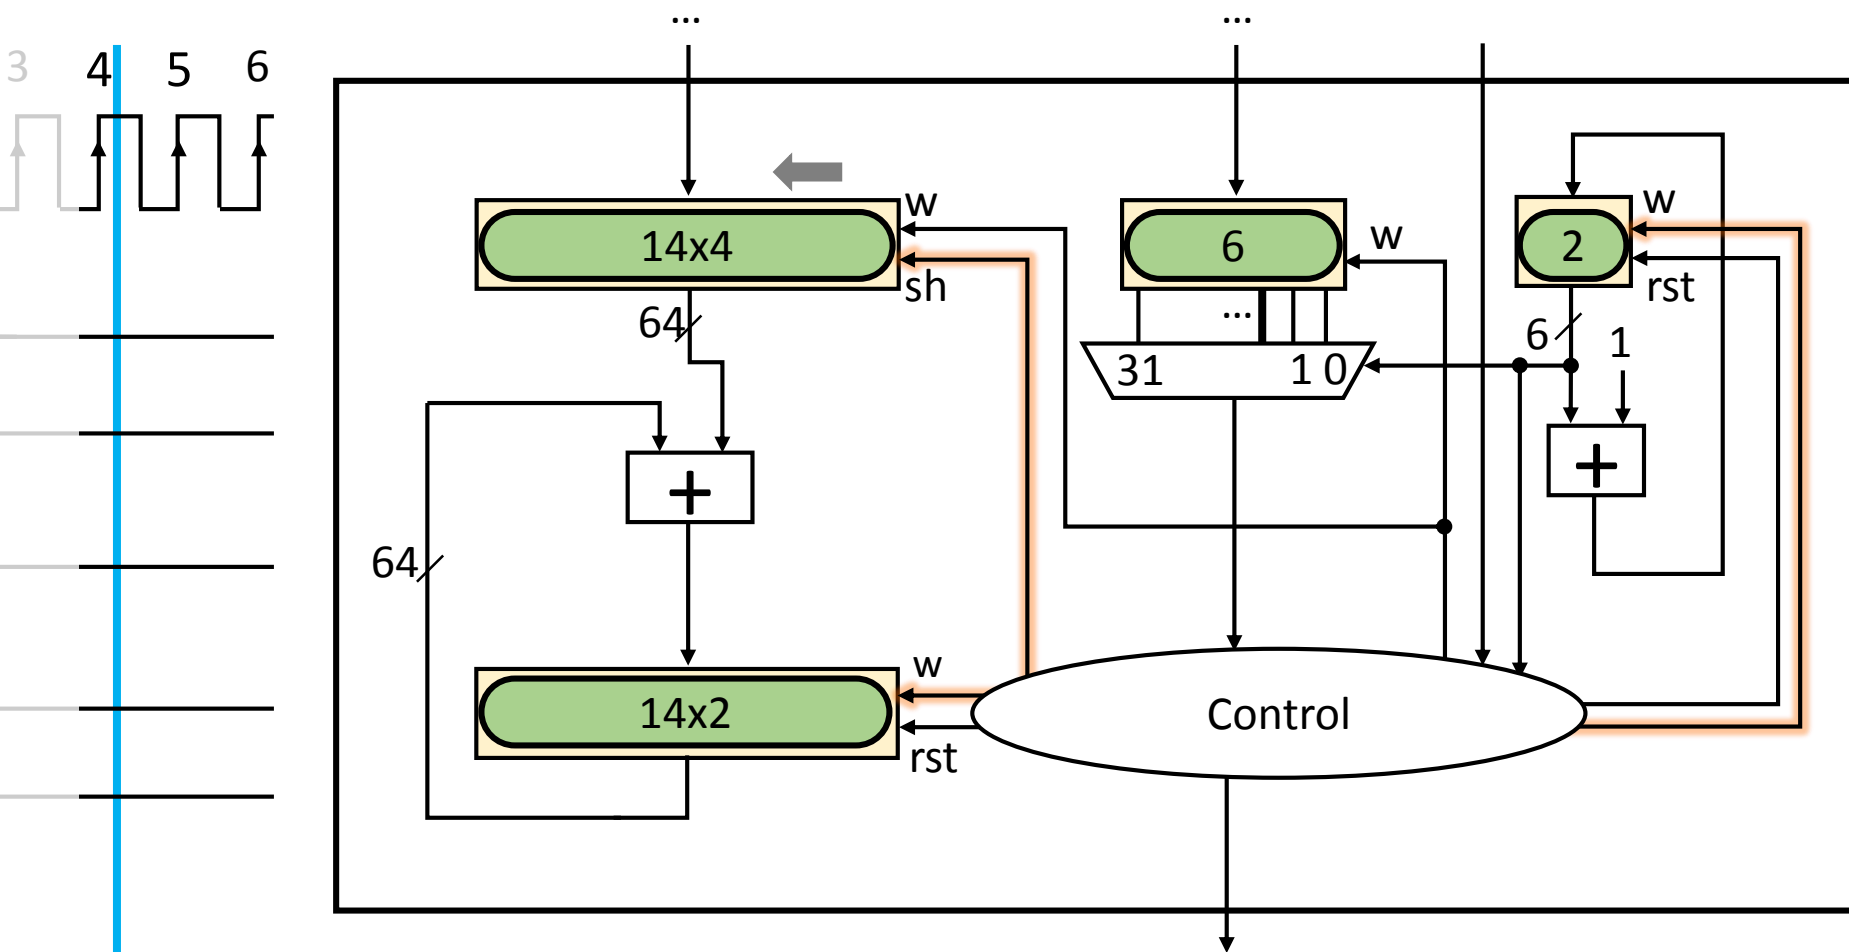 ... ...
3 4 5 6
w w
14x4 6 w 2
sh rst
64 ... 6 1
31 1 0
+
+
64
w
14x2 Control
rst